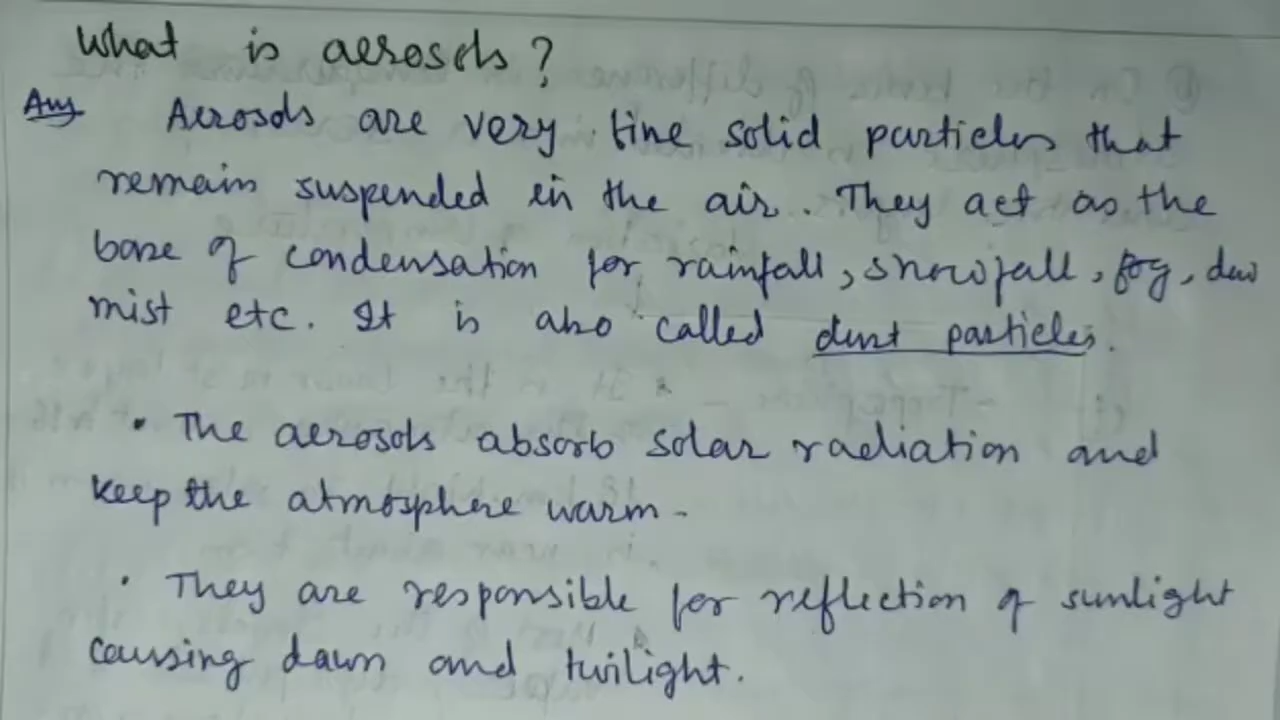 What is aerosols?
Ans Aerosols are very fine solid particles that
remain suspended in the air. They act as the
base of condensation for rainfall, snowfall, fog, dew
mist etc. It is also called dust particles.
• The aerosols absorb solar radiation and
keep the atmosphere warm.
• They are responsible for reflection of sunlight
causing dawn and twilight.